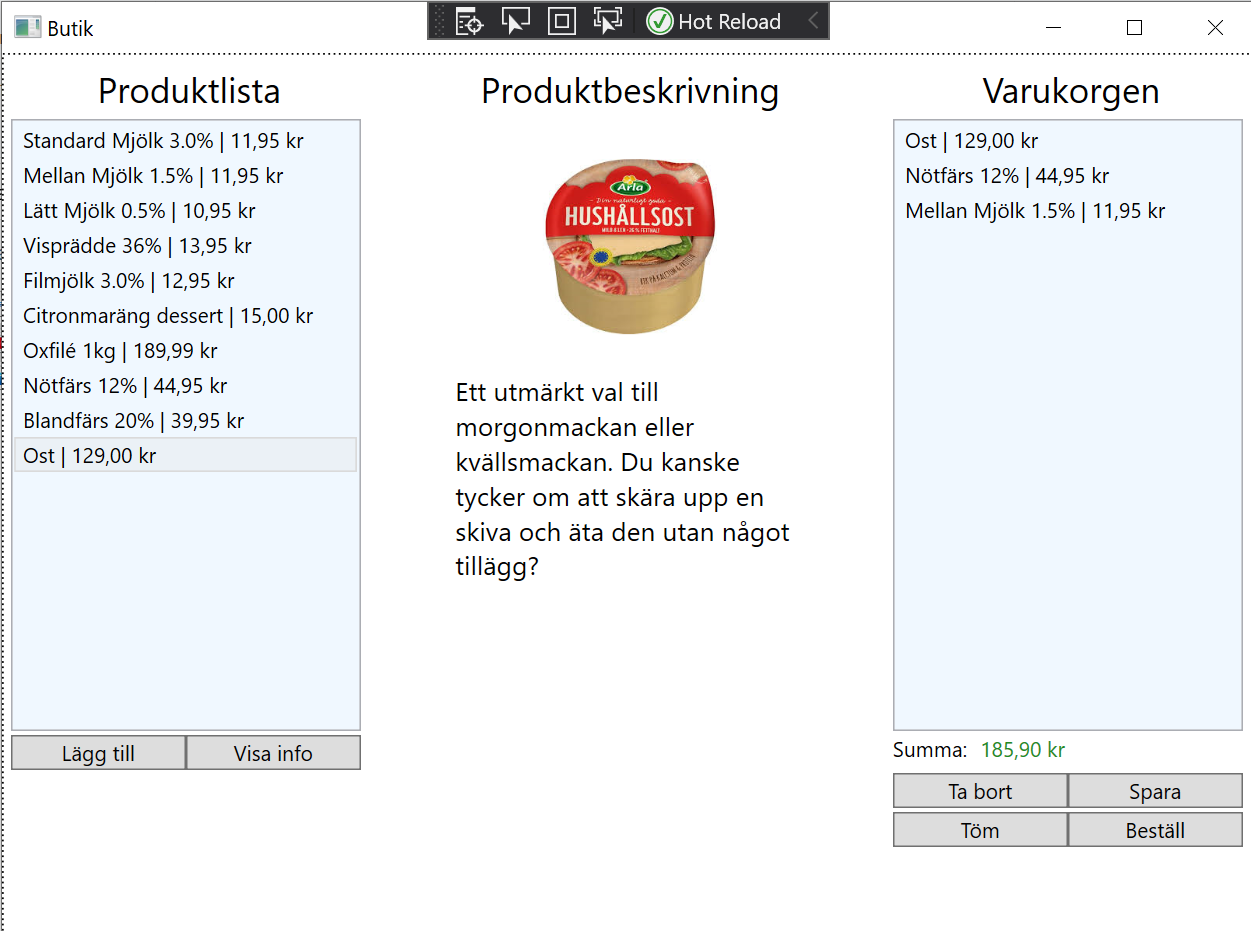 Butik
Hot Reload
Produktlista
Standard Mjölk 3.0% | 11,95 kr
Mellan Mjölk 1.5% | 11,95 kr
Lätt Mjölk 0.5% | 10,95 kr
Visprädde 36% | 13,95 kr
Filmjölk 3.0% | 12,95 kr
Citronmaräng dessert | 15,00 kr
Oxfilé 1kg | 189,99 kr
Nötfärs 12% | 44,95 kr
Blandfärs 20% | 39,95 kr
Ost | 129,00 kr
Lägg till
Visa info
Produktbeskrivning
Arla
Den naturligt goda
HUSHÅLLSOST
Ett utmärkt val till
morgonmackan eller
kvällsmackan. Du kanske
tycker om att skära upp en
skiva och äta den utan något
tillägg?
Varukorgen
Ost | 129,00 kr
Nötfärs 12% | 44,95 kr
Mellan Mjölk 1.5% | 11,95 kr
Summa: 185,90 kr
Ta bort
Spara
Töm
Beställ